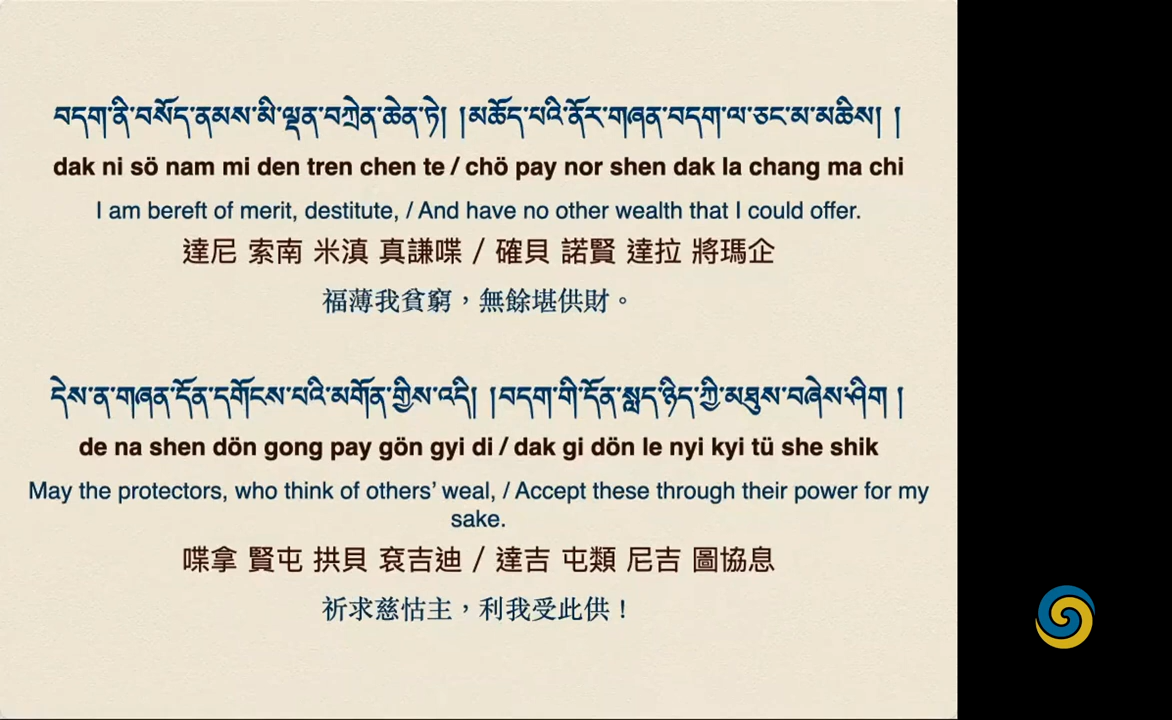 བདག་ནི་བསོད་ནམས་མི་ལྡན་བཀྲེན་ཆེན་ཏེ། །མཆོད་པའི་ནོར་གཞན་བདག་ལ་ཅང་མ་མཆིས། །
dak ni sö nam mi den tren chen te / chö pay nor shen dak la chang ma chi
I am bereft of merit, destitute, / And have no other wealth that I could offer.
達尼 索南 米滇 真謙喋 / 確貝 諾賢 達拉 將瑪企
福薄我貧窮，無餘堪供財。
དེས་ན་གཞན་དོན་དགོངས་པའི་མགོན་གྱིས་འདི། །བདག་གི་དོན་སླད་ཉིད་ཀྱི་མཐུས་བཞེས་ཤིག །
de na shen dön gong pay gön gyi di / dak gi dön le nyi kyi tü she shik
May the protectors, who think of others’ weal, / Accept these through their power for my
sake.
喋拿 賢屯 拱貝 袞吉迪 / 達吉 屯類 尼吉 圖協息
祈求慈怙主，利我受此供！